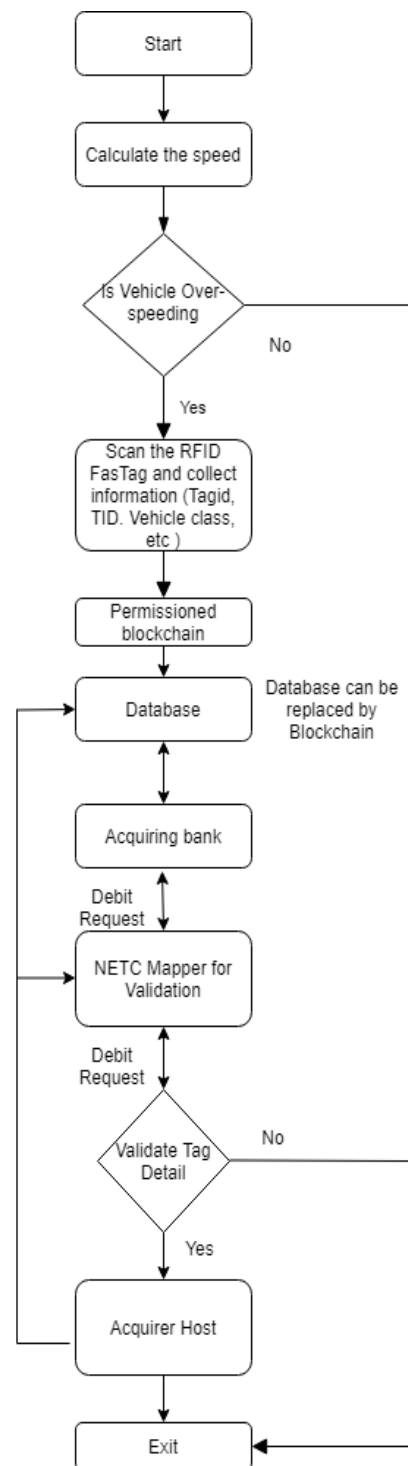 Start
Calculate the speed
Is Vehicle Over-
speeding
No
Yes
Scan the RFID
FasTag and collect
information (Tagid,
TID. Vehicle class,
etc )
Permissioned
blockchain
Database
Database can be
replaced by
Blockchain
Acquiring bank
Debit
Request
NETC Mapper for
Validation
Debit
Request
Validate Tag
Detail
No
Yes
Acquirer Host
Exit